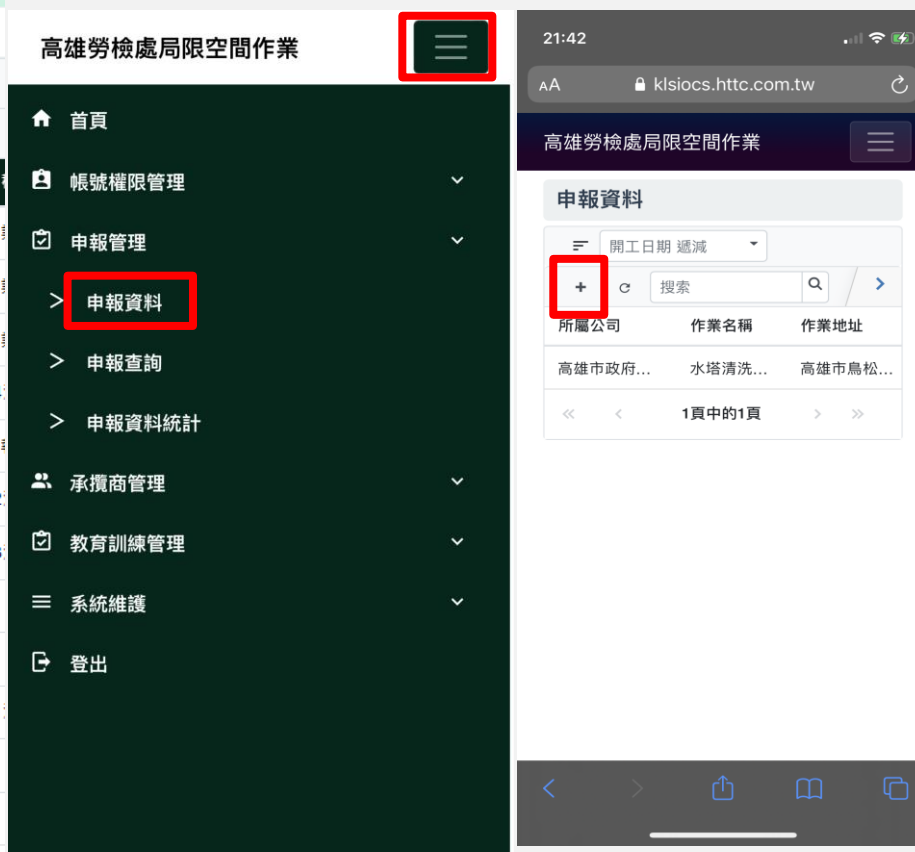 高雄勞檢處局限空間作業
首頁
帳號權限管理
申報管理
申報資料
申報查詢
申報資料統計
承攬商管理
教育訓練管理
系統維護
登出
21:42
AA klsiocs.httc.com.tw
高雄勞檢處局限空間作業
申報資料
開工日期 遞減
搜索
所屬公司 作業名稱 作業地址
高雄市政府... 水塔清洗... 高雄市鳥松...
1頁中的1頁